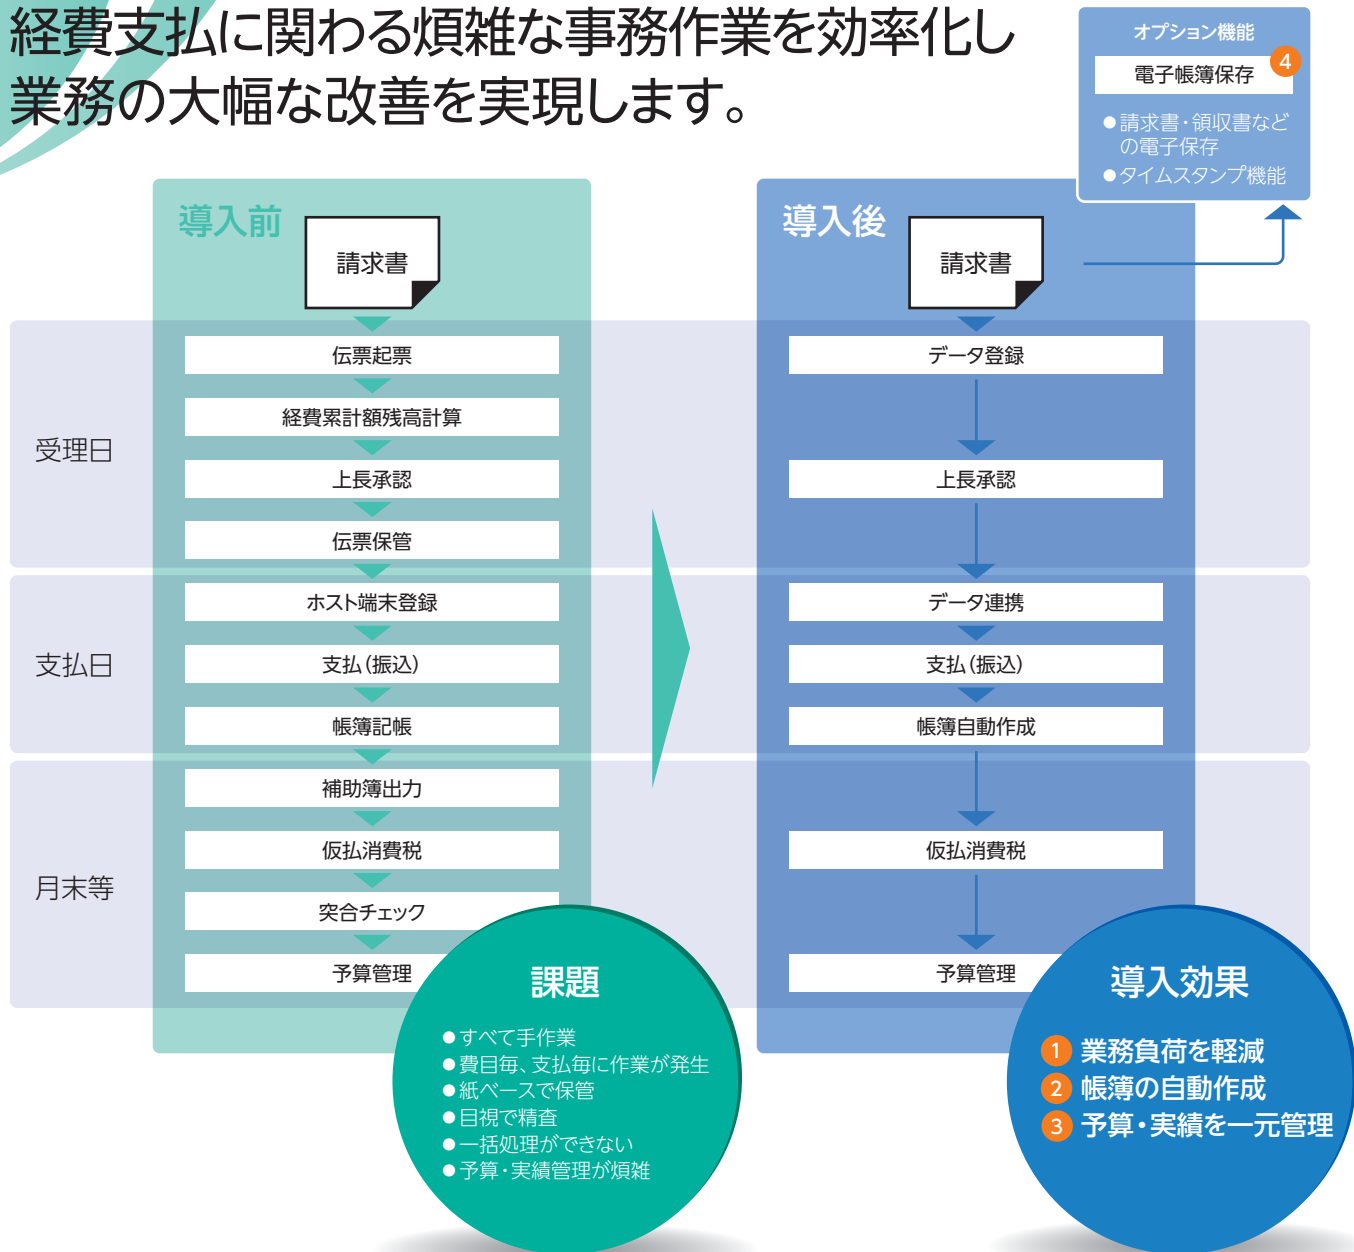 経費支払に関わる煩雑な事務作業を効率化し
業務の大幅な改善を実現します。
オプション機能
電子帳簿保存
4
●請求書・領収書など
の電子保存
●タイムスタンプ機能
導入前
請求書
受理日
伝票起票
経費累計額残高計算
上長承認
伝票保管
支払日
ホスト端末登録
支払(振込)
帳簿記帳
月末等
補助簿出力
仮払消費税
突合チェック
予算管理
課題
●すべて手作業
●費目毎、支払毎に作業が発生
●紙ベースで保管
●目視で精査
●一括処理ができない
●予算・実績管理が煩雑
導入後
請求書
データ登録
上長承認
データ連携
支払(振込)
帳簿自動作成
仮払消費税
予算管理
導入効果
1 業務負荷を軽減
2 帳簿の自動作成
3 予算・実績を一元管理